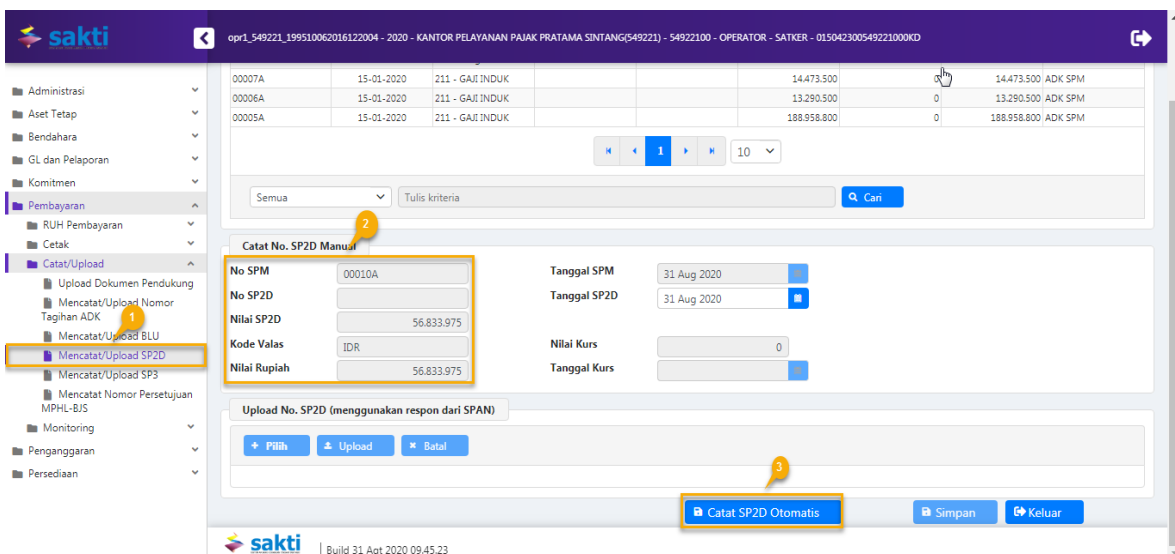 sakti
opr1_549221_199510062016122004 - 2020 - KANTOR PELAYANAN PAJAK PRATAMA SINTANG(549221) - 54922100 - OPERATOR - SATKER - 015042300549221000KD
Administrasi
Aset Tetap
Bendahara
GL dan Pelaporan
Komitmen
Pembayaran
RUH Pembayaran
Cetak
Catat/Upload
Upload Dokumen Pendukung
Mencatat/Upload Nomor
Tagihan ADK
1
Mencatat/Upload BLU
Mencatat/Upload SP2D
Mencatat/Upload SP3
Mencatat Nomor Persetujuan
MPHL-BJS
Monitoring
Penganggaran
Persediaan
00007A 15-01-2020 211 - GAJI INDUK 14.473.500 0 14.473.500 ADK SPM
00006A 15-01-2020 211 - GAJI INDUK 13.290.500 0 13.290.500 ADK SPM
00005A 15-01-2020 211 - GAJI INDUK 188.958.800 0 188.958.800 ADK SPM
1 10
Semua Tulis kriteria Cari
2
Catat No. SP2D Manual
No SPM 00010A Tanggal SPM 31 Aug 2020
No SP2D Tanggal SP2D 31 Aug 2020
Nilai SP2D 56.833.975
Kode Valas IDR Nilai Kurs 0
Nilai Rupiah 56.833.975 Tanggal Kurs
Upload No. SP2D (menggunakan respon dari SPAN)
+ Pilih Upload Batal
3
Catat SP2D Otomatis Simpan Keluar
sakti | Build 31 Agt 2020 09.45.23